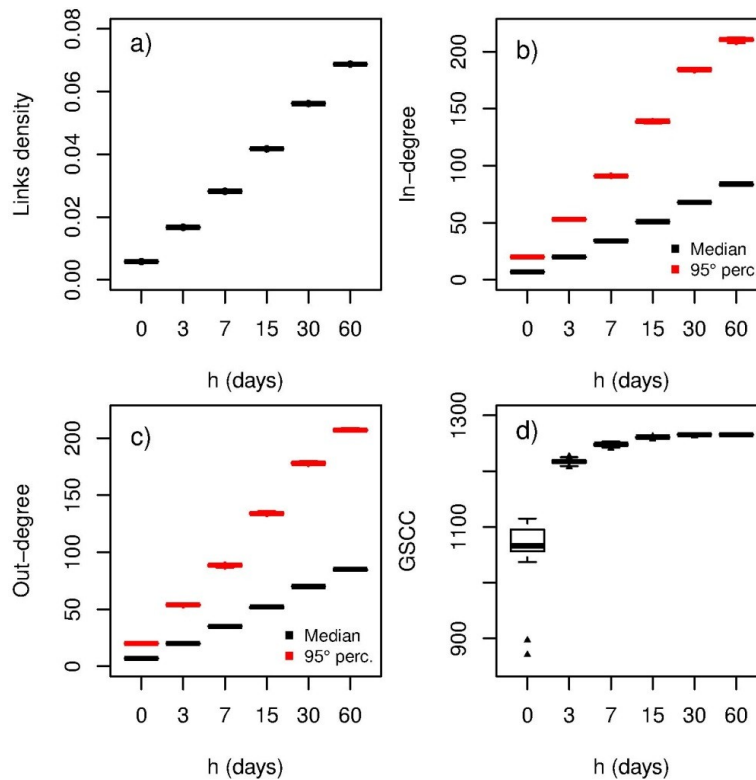 a)
Links density
0.00 0.02 0.04 0.06 0.08
0 3 7 15 30 60
h (days)
b)
In-degree
0 50 100 150 200
Median
95° perc.
0 3 7 15 30 60
h (days)
c)
Out-degree
0 50 100 150 200
Median
95° perc.
0 3 7 15 30 60
h (days)
d)
GSCC
900 1100 1300
0 3 7 15 30 60
h (days)